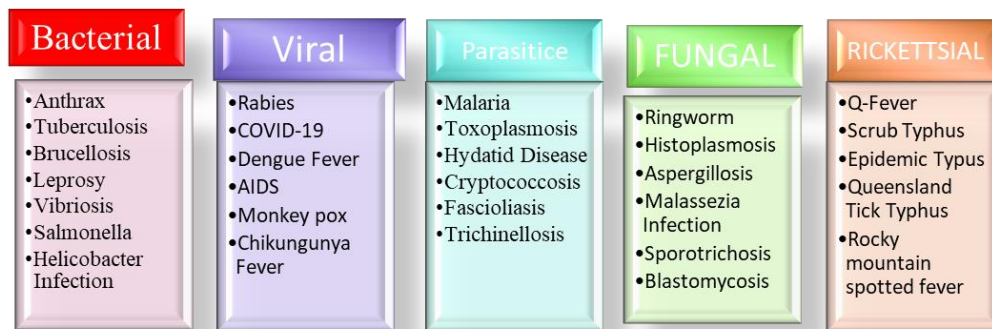 Bacterial
•Anthrax
•Tuberculosis
•Brucellosis
•Leprosy
•Vibriosis
•Salmonella
•Helicobacter
Infection
Viral
•Rabies
•COVID-19
•Dengue Fever
•AIDS
•Monkey pox
•Chikungunya
Fever
Parasitice
•Malaria
•Toxoplasmosis
•Hydatid Disease
•Cryptococcosis
•Fascioliasis
•Trichinellosis
FUNGAL
•Ringworm
•Histoplasmosis
•Aspergillosis
•Malassezia
Infection
•Sporotrichosis
•Blastomycosis
RICKETTSIAL
•Q-Fever
•Scrub Typhus
•Epidemic Typus
•Queensland
Tick Typhus
•Rocky
mountain
spotted fever